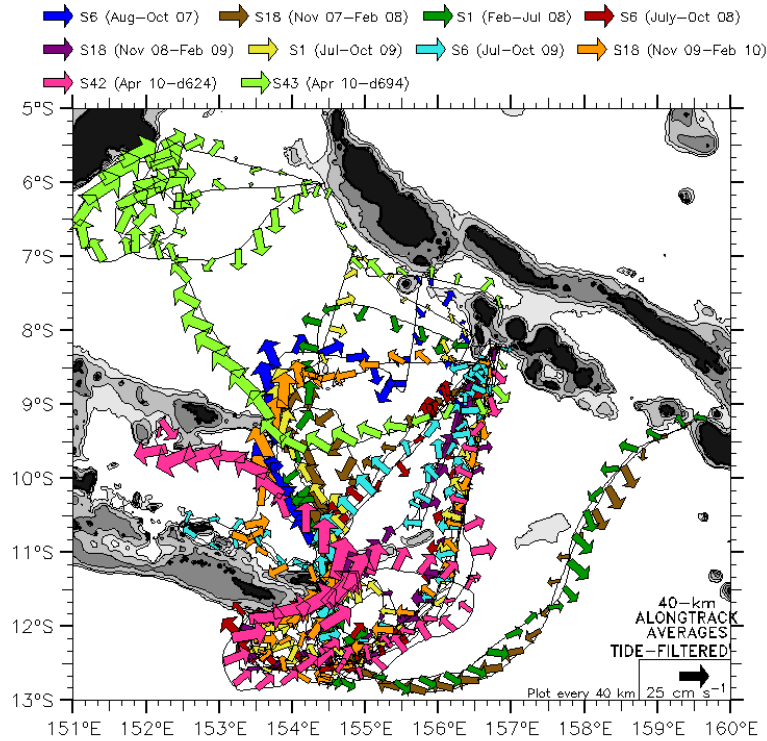 S6 (Aug-Oct 07) S18 (Nov 07-Feb 08) S1 (Feb-Jul 08) S6 (July-Oct 08)
S18 (Nov 08-Feb 09) S1 (Jul-Oct 09) S6 (Jul-Oct 09) S18 (Nov 09-Feb 10)
S42 (Apr 10-d624) S43 (Apr 10-d694)
5°S
6°S
7°S
8°S
9°S
10°S
11°S
12°S
13°S
40-km
ALONGTRACK
AVERAGES
TIDE-FILTERED
Plot every 40 km 25 cm s⁻¹
151°E 152°E 153°E 154°E 155°E 156°E 157°E 158°E 159°E 160°E